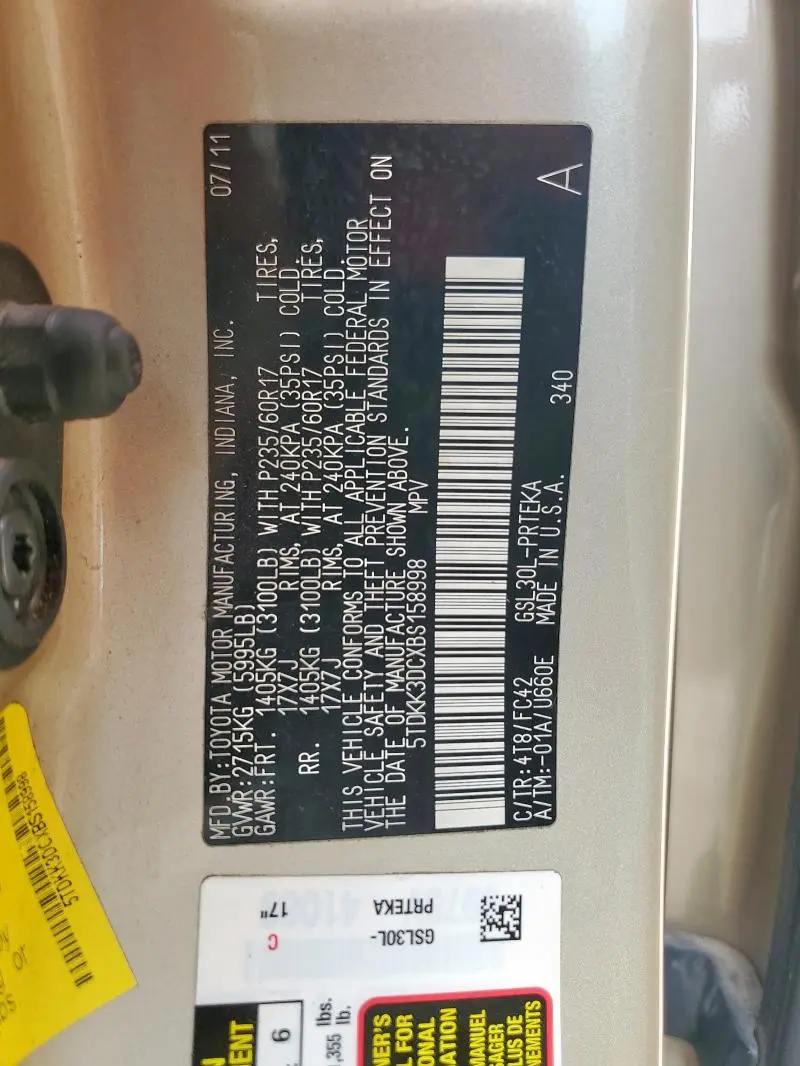 MFD.BY:TOYOTA MOTOR MANUFACTURING, INDIANA, INC. 07/11
GVWR:2715KG (5995LB)
GAWR:FRT. 1405KG (3100LB) WITH P235/60R17 TIRES,
17X7J RIMS, AT 240KPA (35PSI) COLD.
RR. 1405KG (3100LB) WITH P235/60R17 TIRES,
17X7J RIMS, AT 240KPA (35PSI) COLD.
THIS VEHICLE CONFORMS TO ALL APPLICABLE FEDERAL MOTOR
VEHICLE SAFETY AND THEFT PREVENTION STANDARDS IN EFFECT ON
THE DATE OF MANUFACTURE SHOWN ABOVE.
5TDKK3DCXBS158998 MPV
A
C/TR:4T8/FC42 GSL30L-PRTEKA 340
A/TM:-01A/U660E MADE IN U.S.A.
5TDKK3DCXBS158998
GSL30L-
PRTEKA
17"
C
6
,355 lbs.
lb.
MANUEL